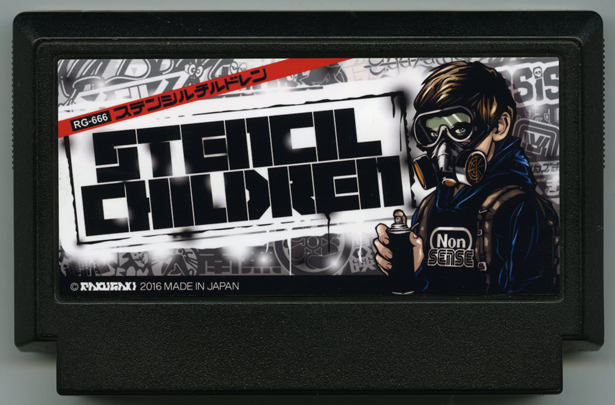 RG-666 ステンシルチルドレン
STENCIL
CHILDREN
Non
SENSE
© RAKUGAKI 2016 MADE IN JAPAN